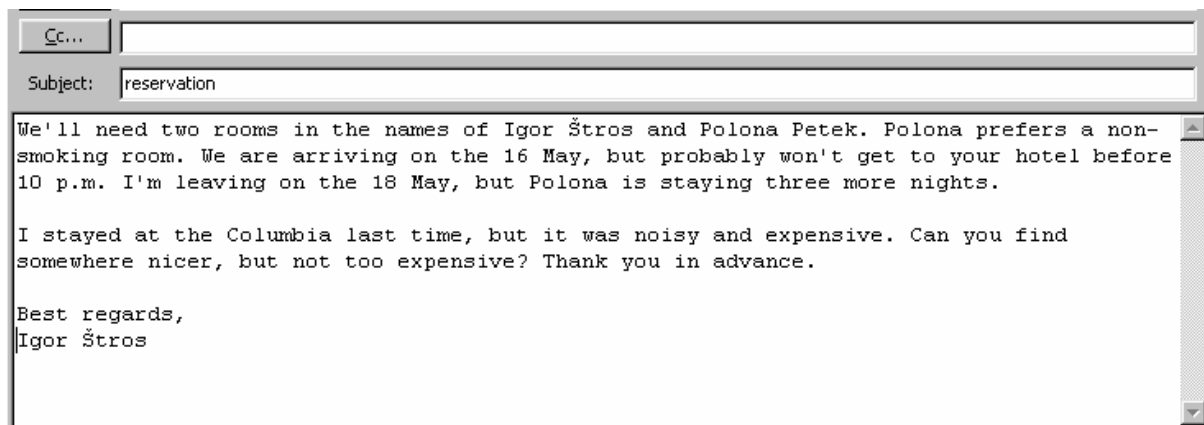 Cc...
Subject: reservation
We'll need two rooms in the names of Igor Štros and Polona Petek. Polona prefers a non-
smoking room. We are arriving on the 16 May, but probably won't get to your hotel before
10 p.m. I'm leaving on the 18 May, but Polona is staying three more nights.
I stayed at the Columbia last time, but it was noisy and expensive. Can you find
somewhere nicer, but not too expensive? Thank you in advance.
Best regards,
Igor Štros